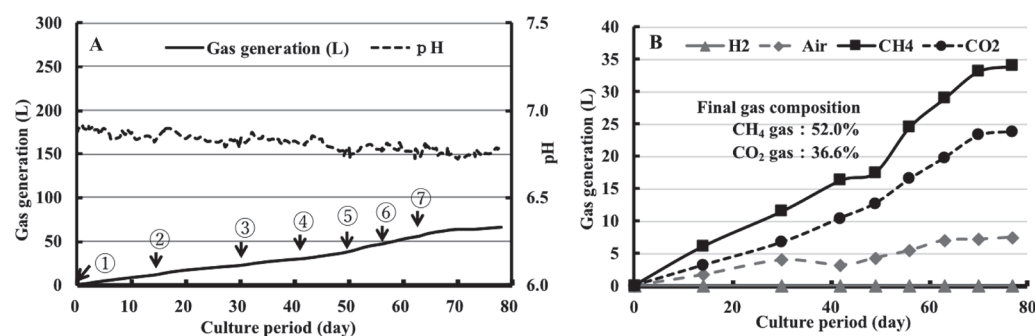 A
Gas generation (L)
pH
300
250
200
150
100
50
0
Gas generation (L)
7.5
7.0
6.5
6.0
pH
①
②
③
④
⑤
⑥
⑦
0 10 20 30 40 50 60 70 80
Culture period (day)
B
H2 Air CH4 CO2
40
35
30
25
20
15
10
5
0
Gas generation (L)
Final gas composition
CH₄ gas：52.0%
CO₂ gas：36.6%
0 20 40 60 80
Culture period (day)